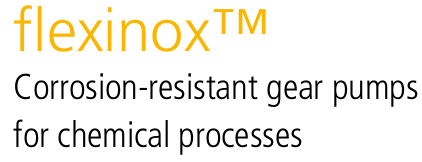 flexinox™
Corrosion-resistant gear pumps
for chemical processes